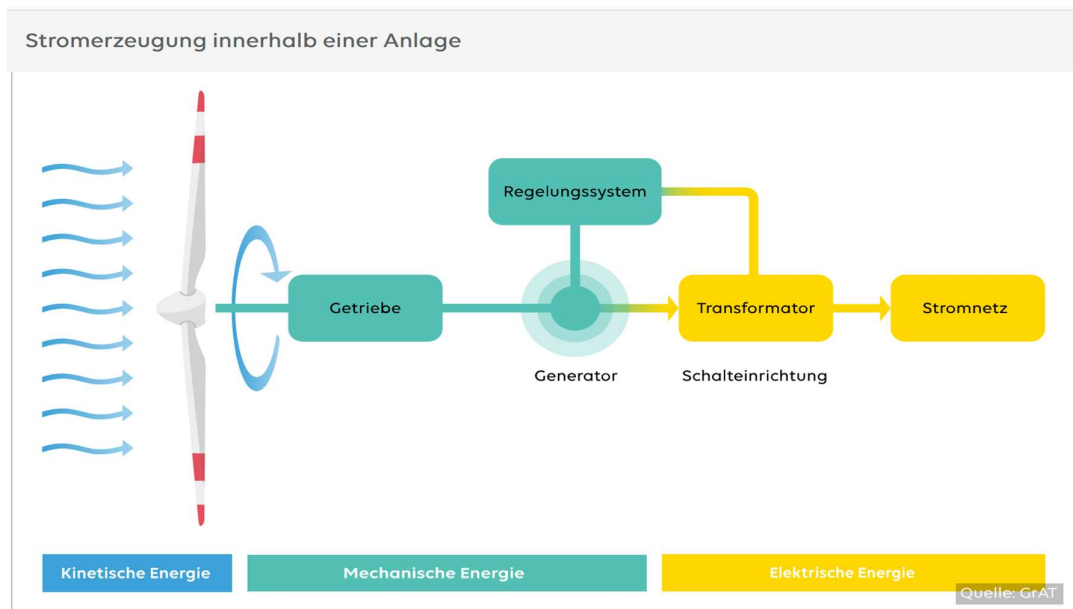 Stromerzeugung innerhalb einer Anlage
Regelungssystem
Getriebe
Transformator
Stromnetz
Generator
Schalteinrichtung
Kinetische Energie
Mechanische Energie
Elektrische Energie
Quelle: GrAT